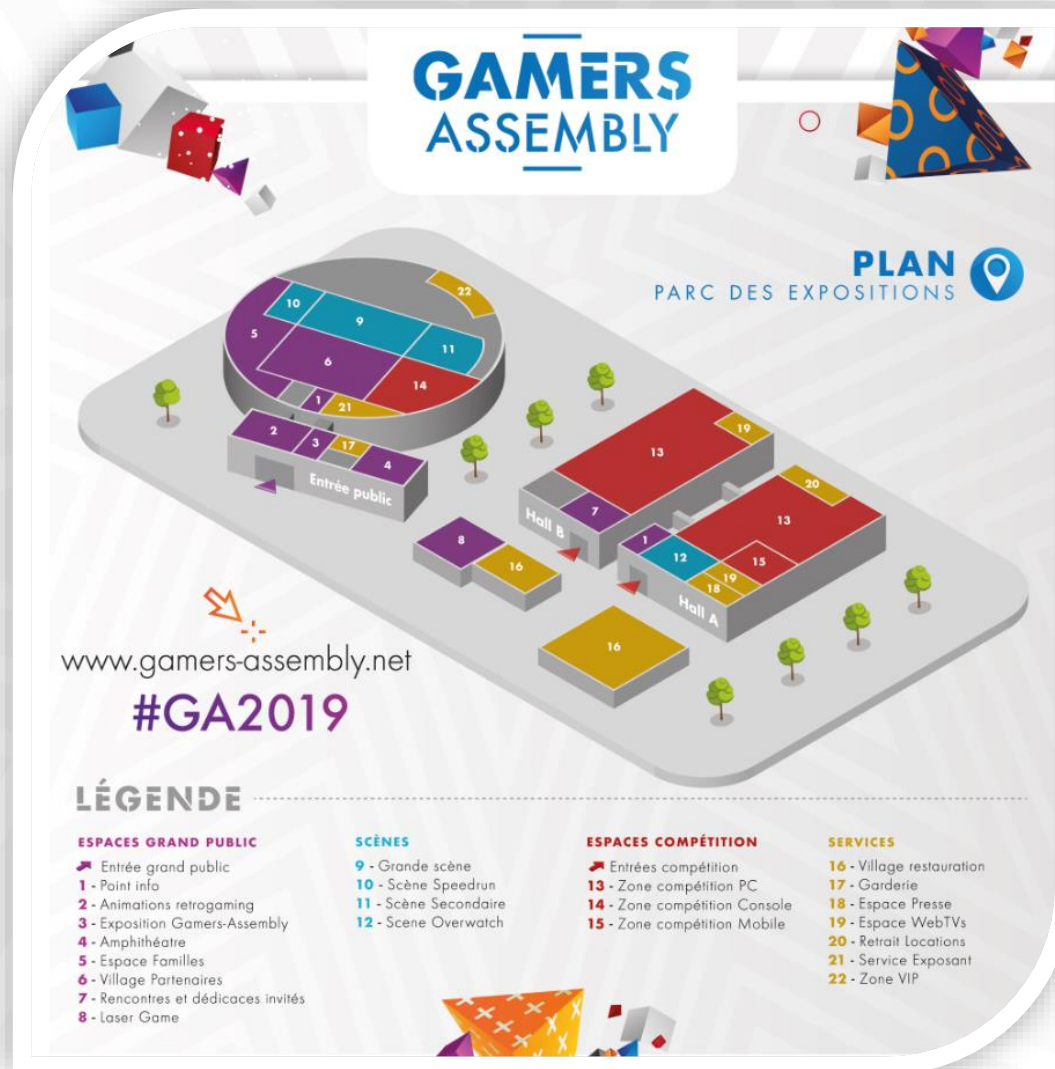 GAMERS
ASSEMBLY
PLAN
PARC DES EXPOSITIONS
22
10
9
5
11
6
14
1
21
2
3
17
4
Entrée public
19
13
7
Hall B
20
13
1
12
15
19
18
Hall A
8
16
16
www.gamers-assembly.net
#GA2019
LÉGENDE
ESPACES GRAND PUBLIC
Entrée grand public
1 - Point info
2 - Animations retrogaming
3 - Exposition Gamers-Assembly
4 - Amphithéatre
5 - Espace Familles
6 - Village Partenaires
7 - Rencontres et dédicaces invités
8 - Laser Game
SCÈNES
9 - Grande scène
10 - Scène Speedrun
11 - Scène Secondaire
12 - Scene Overwatch
ESPACES COMPÉTITION
Entrées compétition
13 - Zone compétition PC
14 - Zone compétition Console
15 - Zone compétition Mobile
SERVICES
16 - Village restauration
17 - Garderie
18 - Espace Presse
19 - Espace WebTVs
20 - Retrait Locations
21 - Service Exposant
22 - Zone VIP